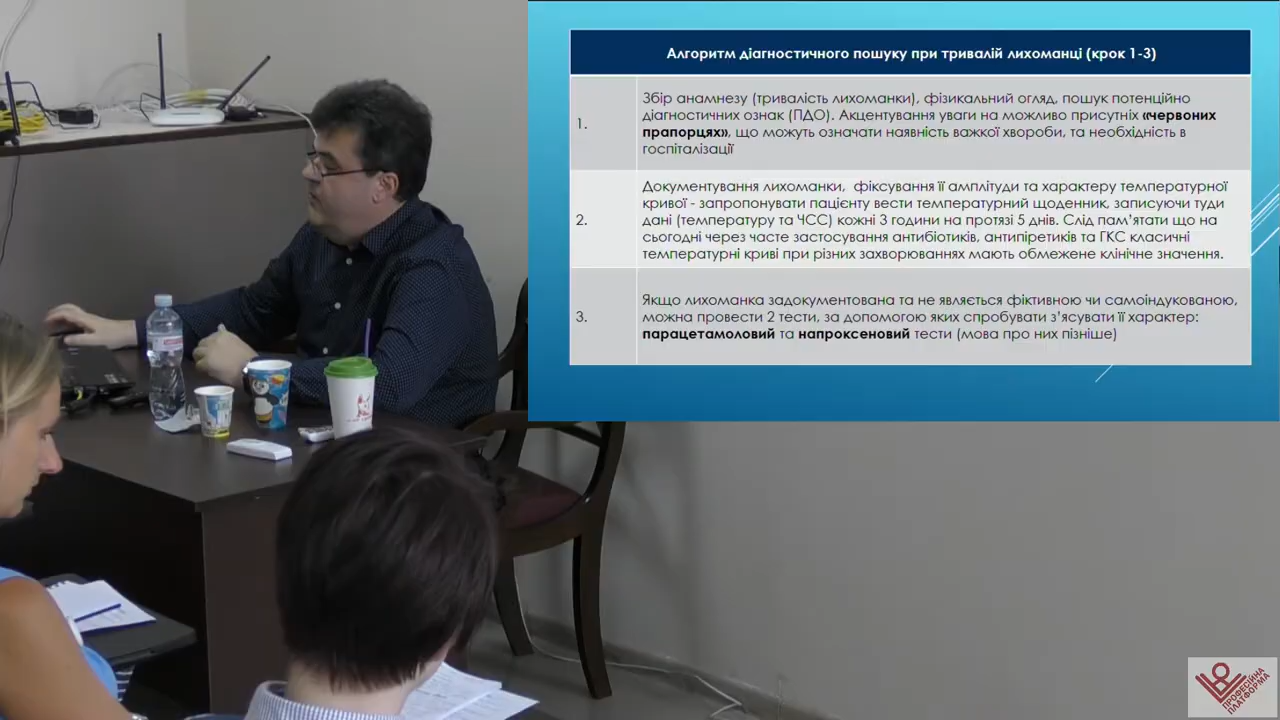 Алгоритм діагностичного пошуку при тривалій лихоманці (крок 1-3)
1.
Збір анамнезу (тривалість лихоманки), фізикальний огляд, пошук потенційно
діагностичних ознак (ПДО). Акцентування уваги на можливо присутніх «червоних
прапорцях», що можуть означати наявність важкої хвороби, та необхідність в
госпіталізації
2.
Документування лихоманки, фіксування її амплітуди та характеру температурної
кривої - запропонувати пацієнту вести температурний щоденник, записуючи туди
дані (температуру та ЧСС) кожні 3 години на протязі 5 днів. Слід пам’ятати що на
сьогодні через часте застосування антибіотиків, антипіретиків та ГКС класичні
температурні криві при різних захворюваннях мають обмежене клінічне значення.
3.
Якщо лихоманка задокументована та не являється фіктивною чи самоіндукованою,
можна провести 2 тести, за допомогою яких спробувати з’ясувати її характер:
парацетамоловий та напроксеновий тести (мова про них пізніше)
ПРОФЕСІЙНА
ПЛАТФОРМА